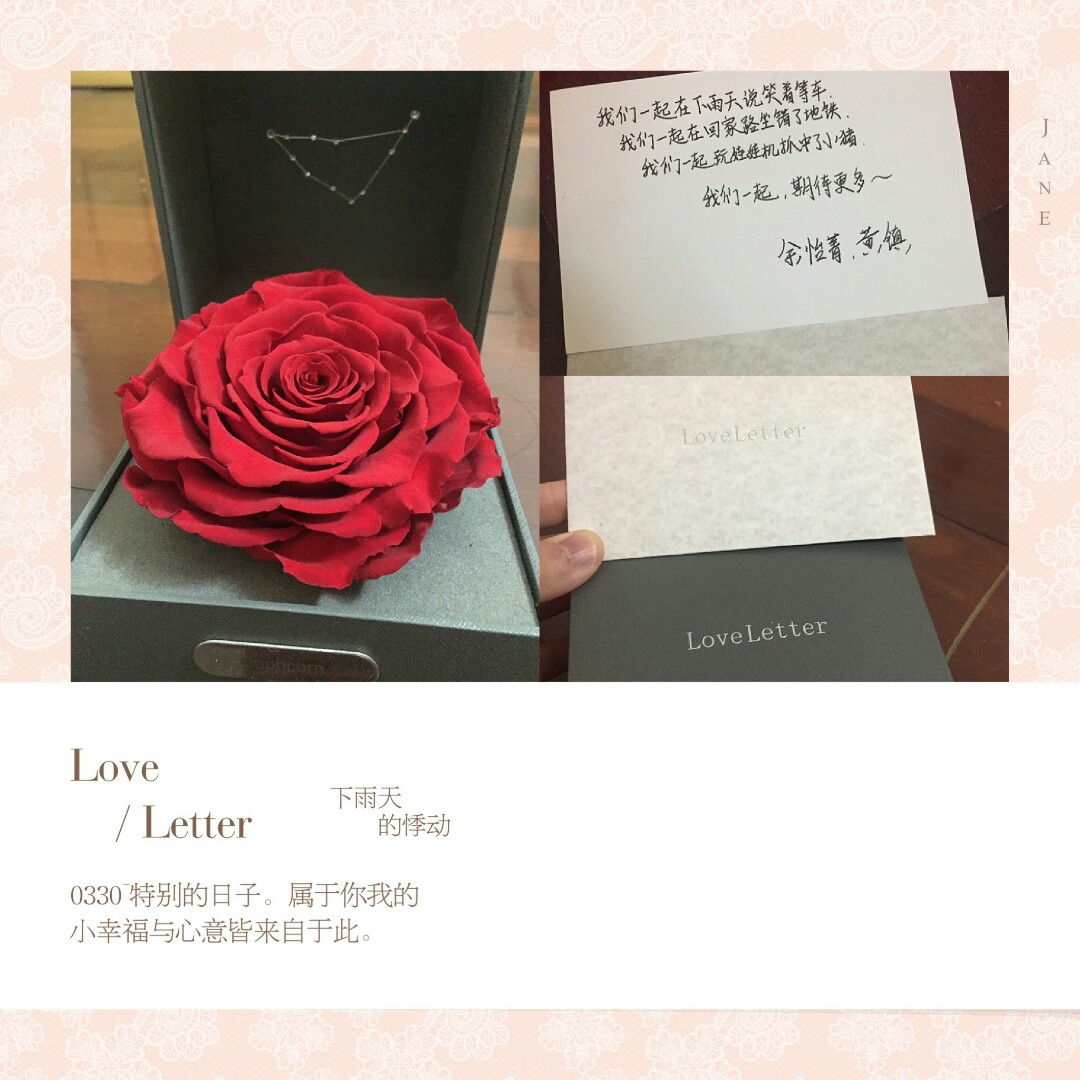 我们一起在下雨天说笑着等车.
我们一起在回家路坐错了地铁.
我们一起玩娃娃机抓中了小猪.
我们一起,期待更多～
余怡菁,黄镇
JANE
LoveLetter
LoveLetter
apricorn
Love
/ Letter
下雨天
的悸动
0330~特别的日子。属于你我的
小幸福与心意皆来自于此。